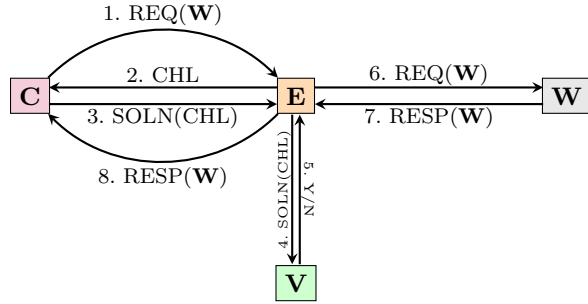 1. REQ(W)
2. CHL
6. REQ(W)
C
E
W
3. SOLN(CHL)
7. RESP(W)
8. RESP(W)
4. SOLN(CHL)
5. Y/N
V